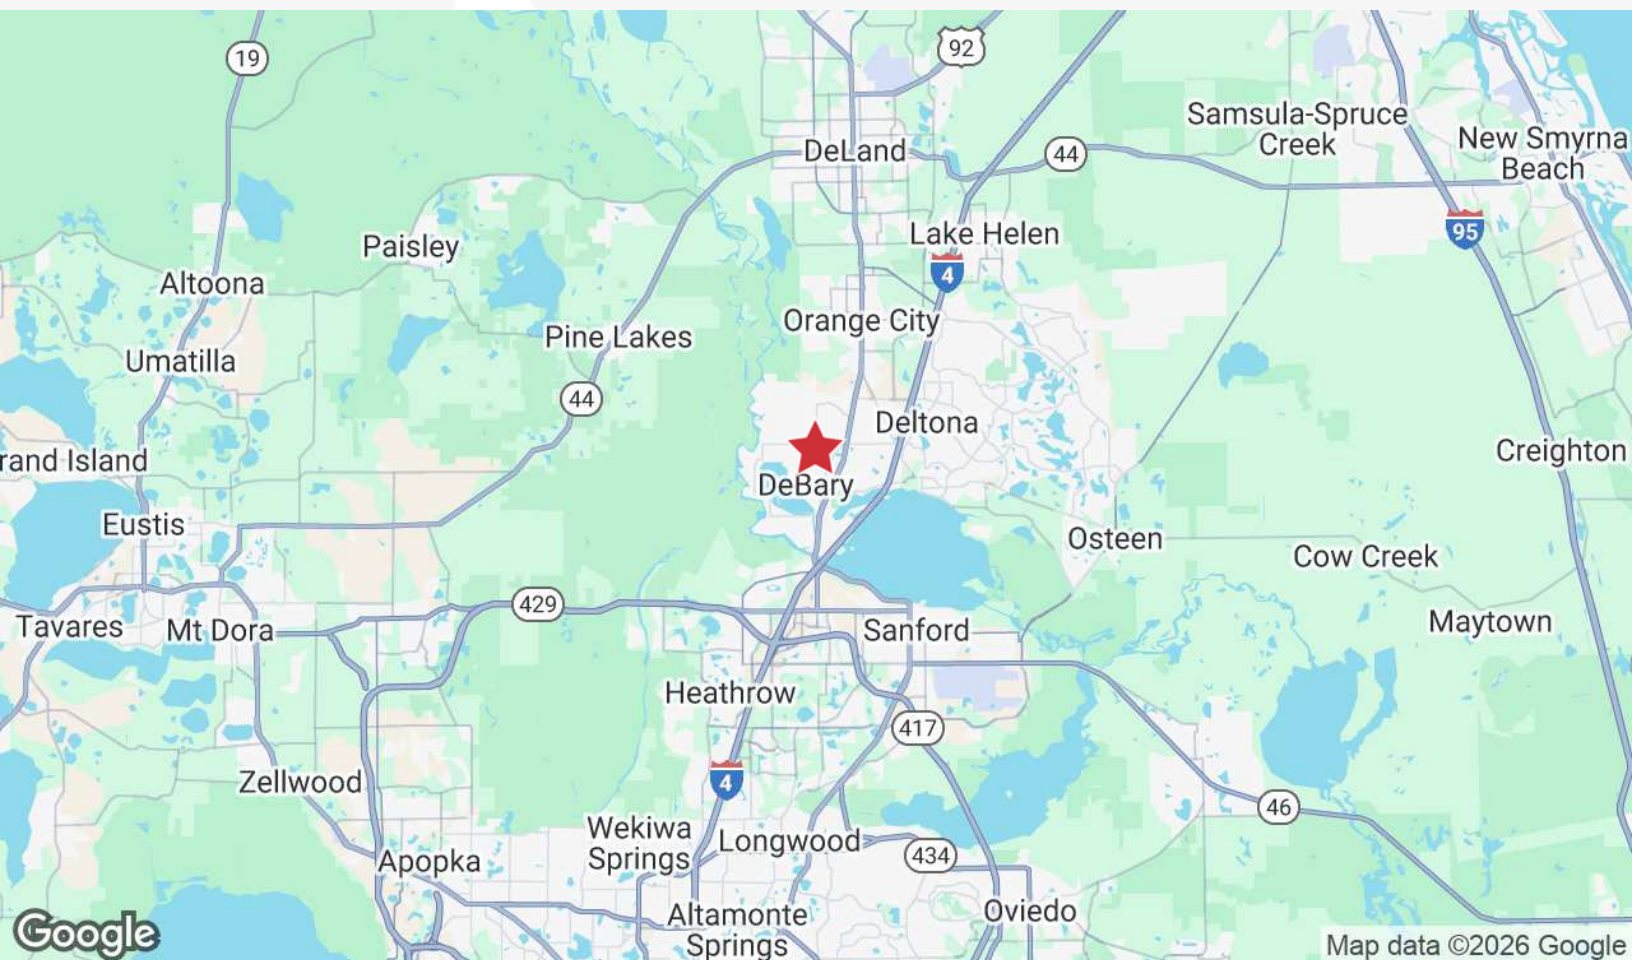 19
92
Samsula-Spruce
Creek
New Smyrna
Beach
DeLand
44
Lake Helen
95
Paisley
4
Altoona
Orange City
Pine Lakes
Umatilla
44
Deltona
rand Island
DeBary
Creighton
Eustis
Osteen
Cow Creek
429
Tavares
Mt Dora
Sanford
Maytown
Heathrow
417
Zellwood
4
46
Wekiwa
Springs
Longwood
434
Apopka
Altamonte
Springs
Oviedo
Google
Map data ©2026 Google